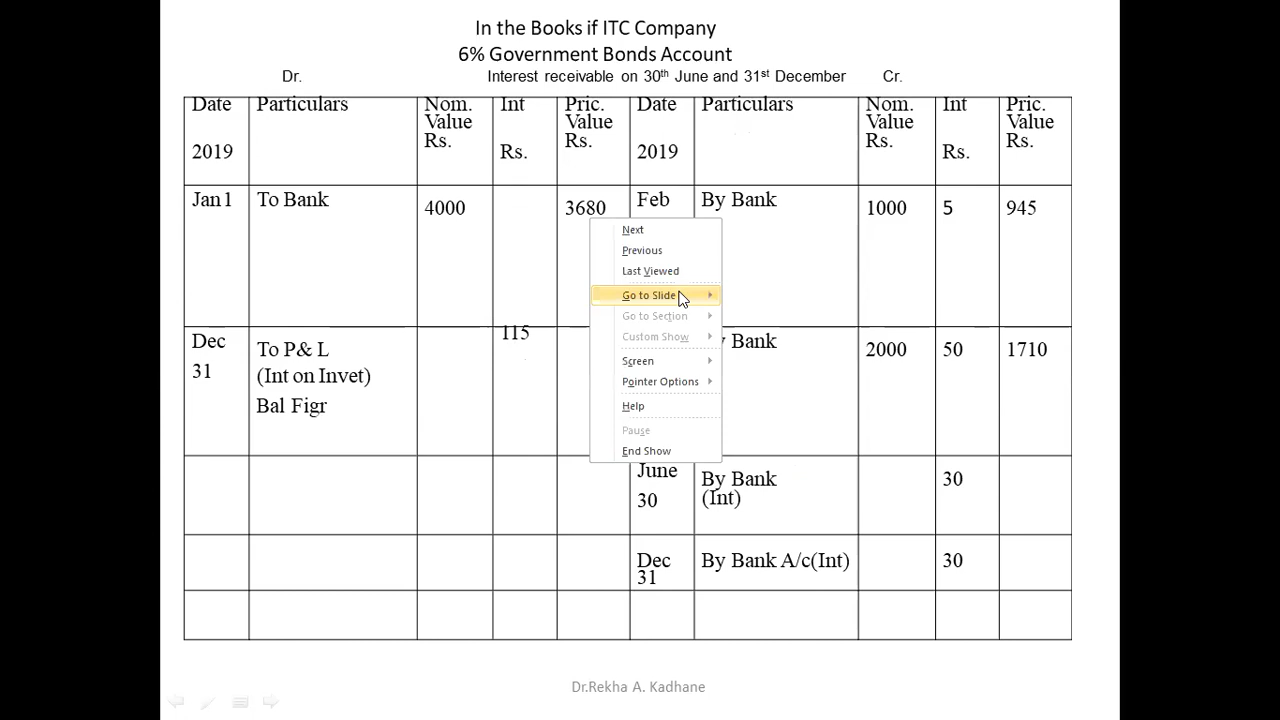 In the Books if ITC Company
6% Government Bonds Account
Dr. Interest receivable on 30th June and 31st December Cr.
Date Particulars Nom. Value Rs. Int Rs. Pric. Value Rs. Date Particulars Nom. Value Rs. Int Rs. Pric. Value Rs.
2019 2019
Jan1 To Bank 4000 3680 Feb By Bank 1000 5 945
Next
Previous
Last Viewed
Go to Slide
Go to Section
Custom Show
Screen
Pointer Options
Help
Pause
End Show
Dec 31 To P& L 115 Bank 2000 50 1710
(Int on Invet)
Bal Figr
June 30 By Bank (Int) 30
Dec 31 By Bank A/c(Int) 30
Dr.Rekha A. Kadhane